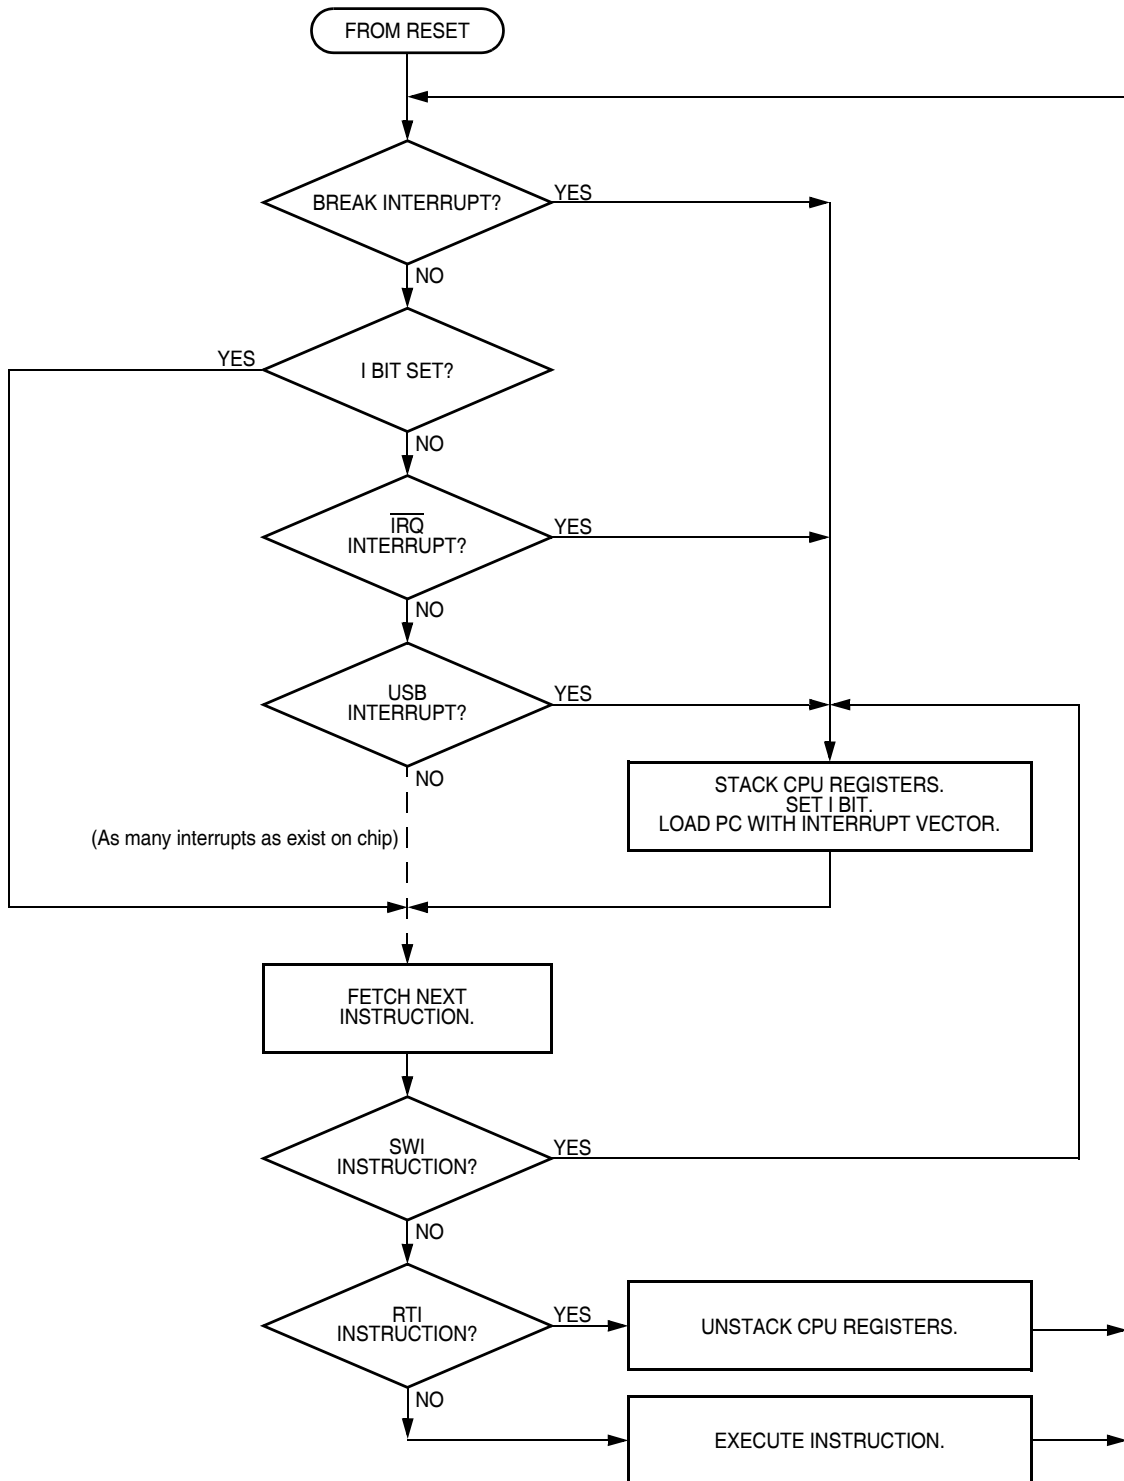 FROM RESET
BREAK INTERRUPT?
YES
NO
YES
I BIT SET?
NO
IRQ
INTERRUPT?
YES
NO
USB
INTERRUPT?
YES
NO
STACK CPU REGISTERS.
SET I BIT.
LOAD PC WITH INTERRUPT VECTOR.
(As many interrupts as exist on chip)
FETCH NEXT
INSTRUCTION.
SWI
INSTRUCTION?
YES
NO
RTI
INSTRUCTION?
YES
UNSTACK CPU REGISTERS.
NO
EXECUTE INSTRUCTION.